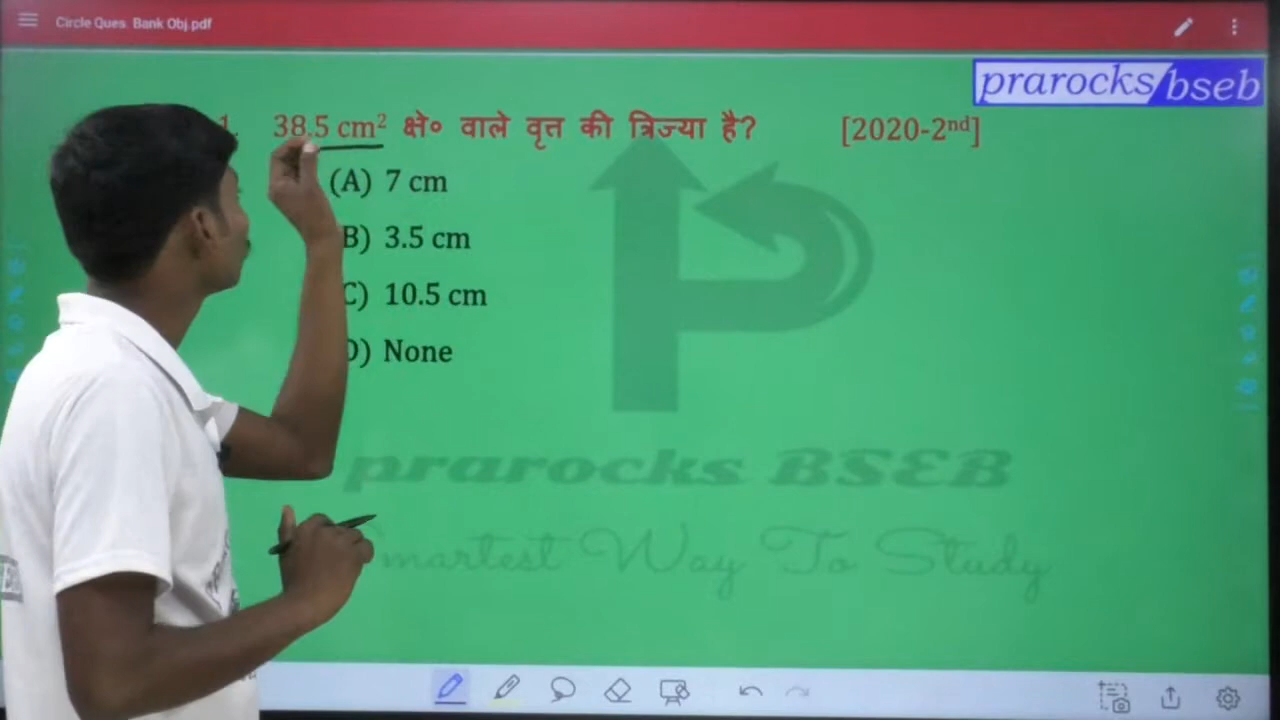 Circle Ques. Bank Obj.pdf
prarocks/bseb
1. 38.5 cm² क्षे० वाले वृत्त की त्रिज्या है? [2020-2ⁿᵈ]
(A) 7 cm
B) 3.5 cm
C) 10.5 cm
D) None
prarocks BSEB
Smartest Way To Study